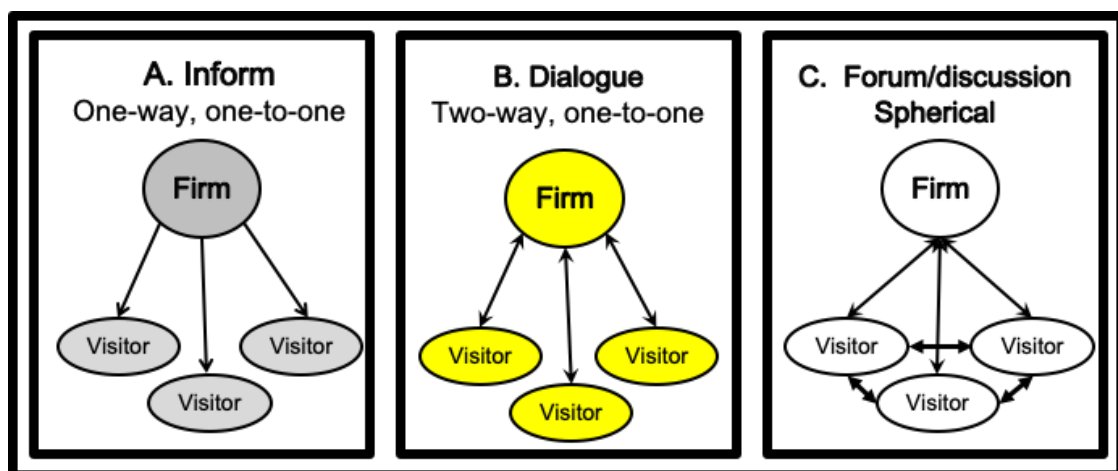 A. Inform
One-way, one-to-one
Firm
Visitor
Visitor
Visitor
B. Dialogue
Two-way, one-to-one
Firm
Visitor
Visitor
Visitor
C. Forum/discussion
Spherical
Firm
Visitor
Visitor
Visitor